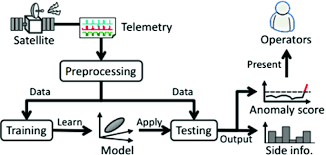 Satellite
Telemetry
Operators
Preprocessing
Present
Data
Data
Anomaly score
Training
Learn
Model
Apply
Testing
Output
Side info.